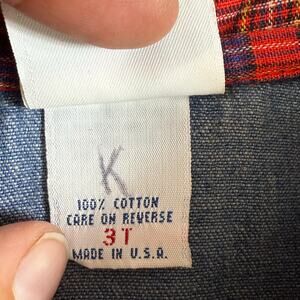 K
100% COTTON
CARE ON REVERSE
3T
MADE IN U.S.A.